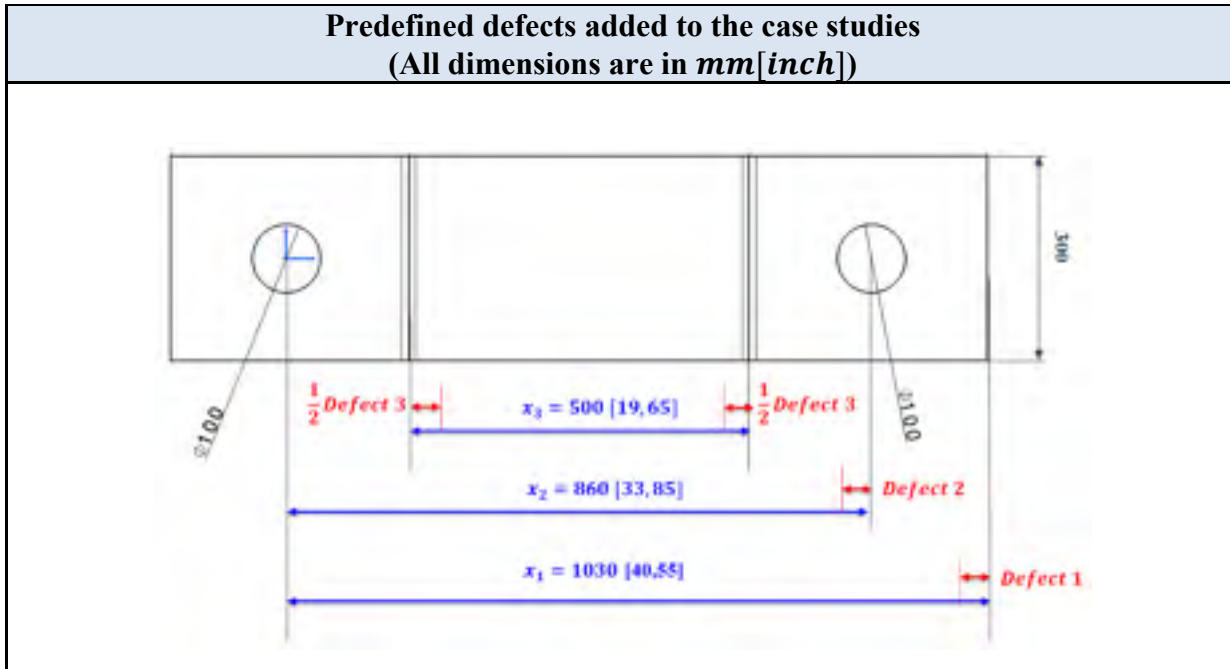 Predefined defects added to the case studies
(All dimensions are in mm[inch])
300
1/2 Defect 3
x₃ = 500 [19,65]
1/2 Defect 3
∅100
∅100
x₂ = 860 [33,85]
Defect 2
x₁ = 1030 [40,55]
Defect 1